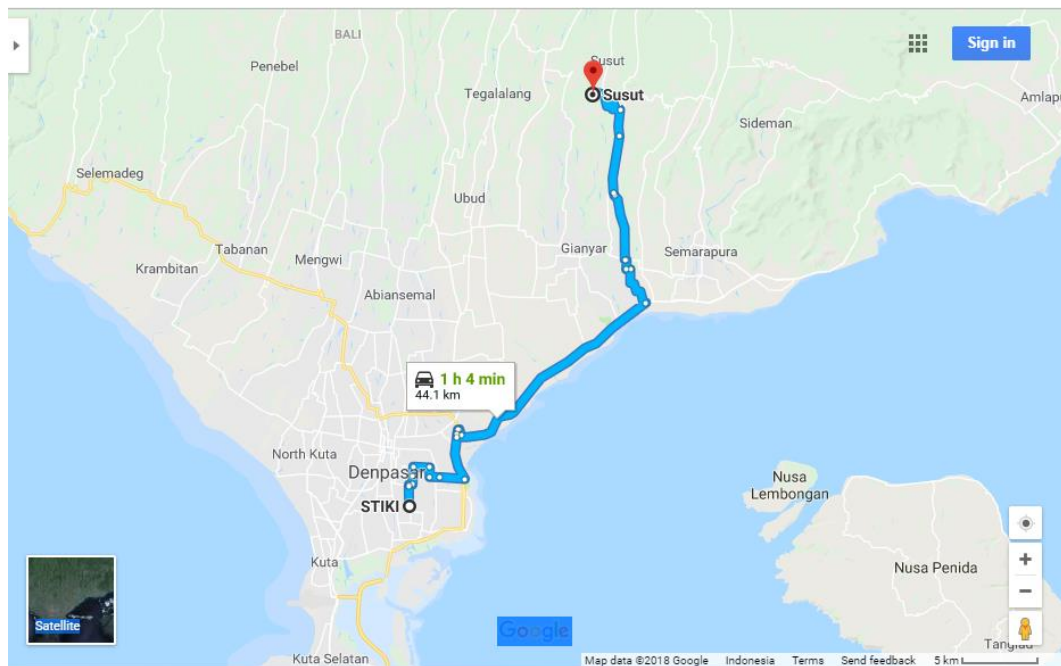 BALI
Susut
Sign in
Penebel
Tegalalang
Susut
Amlapu
Sideman
Selemadeg
Ubud
Tabanan
Mengwi
Gianyar
Semarapura
Krambitan
Abiansemal
1 h 4 min
44.1 km
North Kuta
Denpasar
STIKI
Nusa
Lembongan
Kuta
Nusa Penida
Satellite
Google
Kuta Selatan
Map data ©2018 Google Indonesia Terms Send feedback 5 km